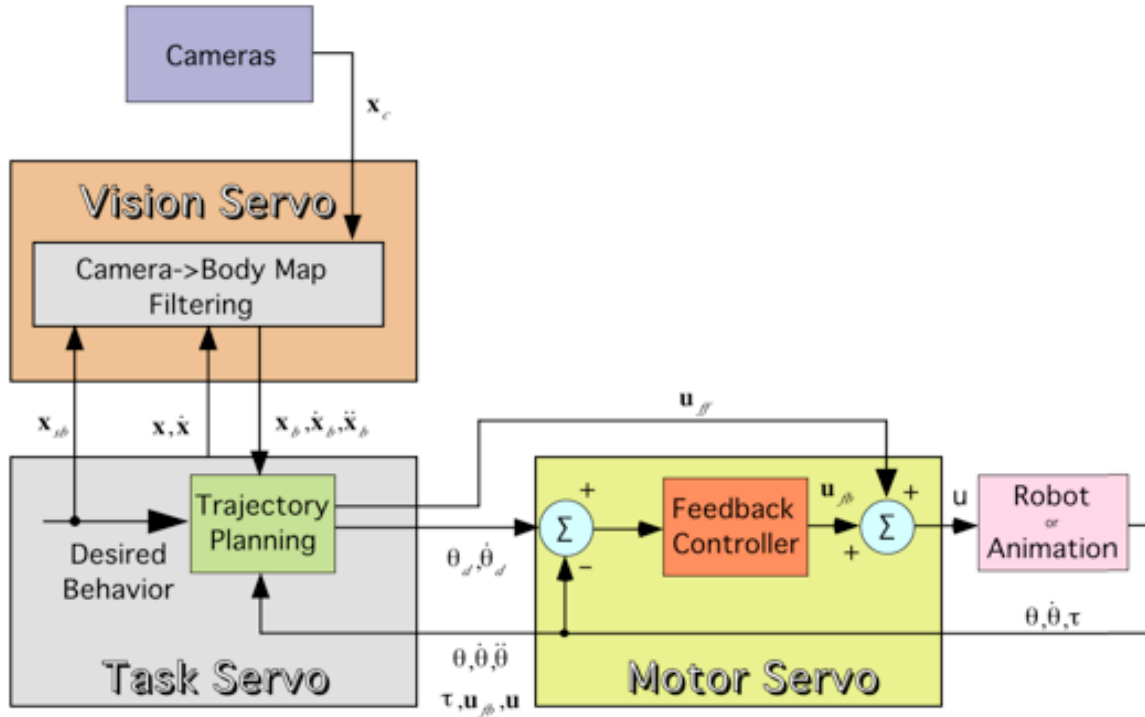 Cameras
x_c
Vision Servo
Camera->Body Map
Filtering
x_sb
x,ẋ
x_b,ẋ_b,ẍ_b
u_ff
Trajectory
Planning
Desired
Behavior
θ_d,θ̇_d
+
Σ
−
Feedback
Controller
u_fb
+
+
Σ
u
Robot
or
Animation
θ,θ̇,τ
θ,θ̇,θ̈
τ,u_fb,u
Task Servo
Motor Servo